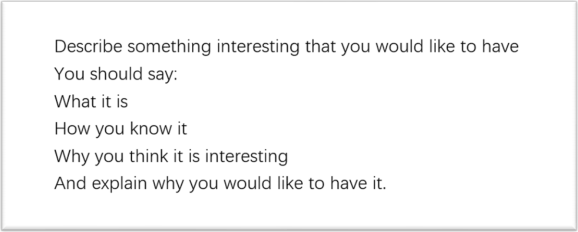 Describe something interesting that you would like to have
You should say:
What it is
How you know it
Why you think it is interesting
And explain why you would like to have it.